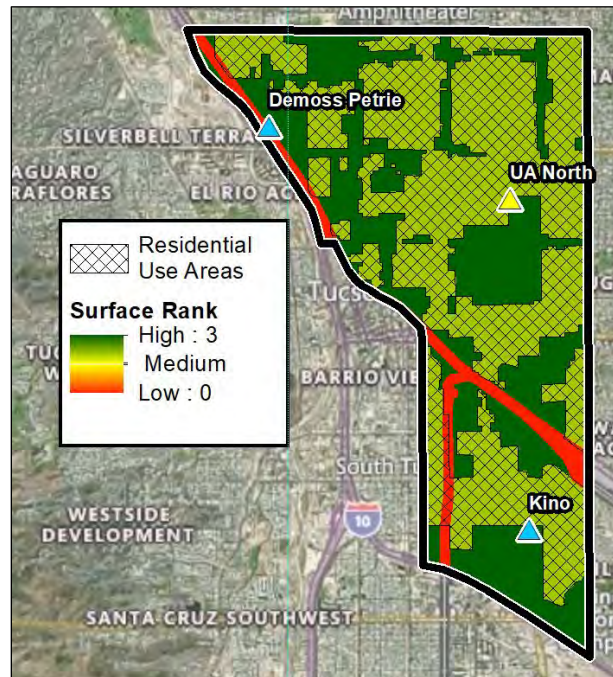 Amphitheater
Demoss Petrie
SILVERBELL TERRA
AGUARO
RAFLORES
EL RIO AC
UA North
Residential
Use Areas
Surface Rank
High : 3
Medium
Low : 0
Tucso
BARRIO VIE
South Tu
10
Kino
WESTSIDE
DEVELOPMENT
SANTA CRUZ SOUTHWEST